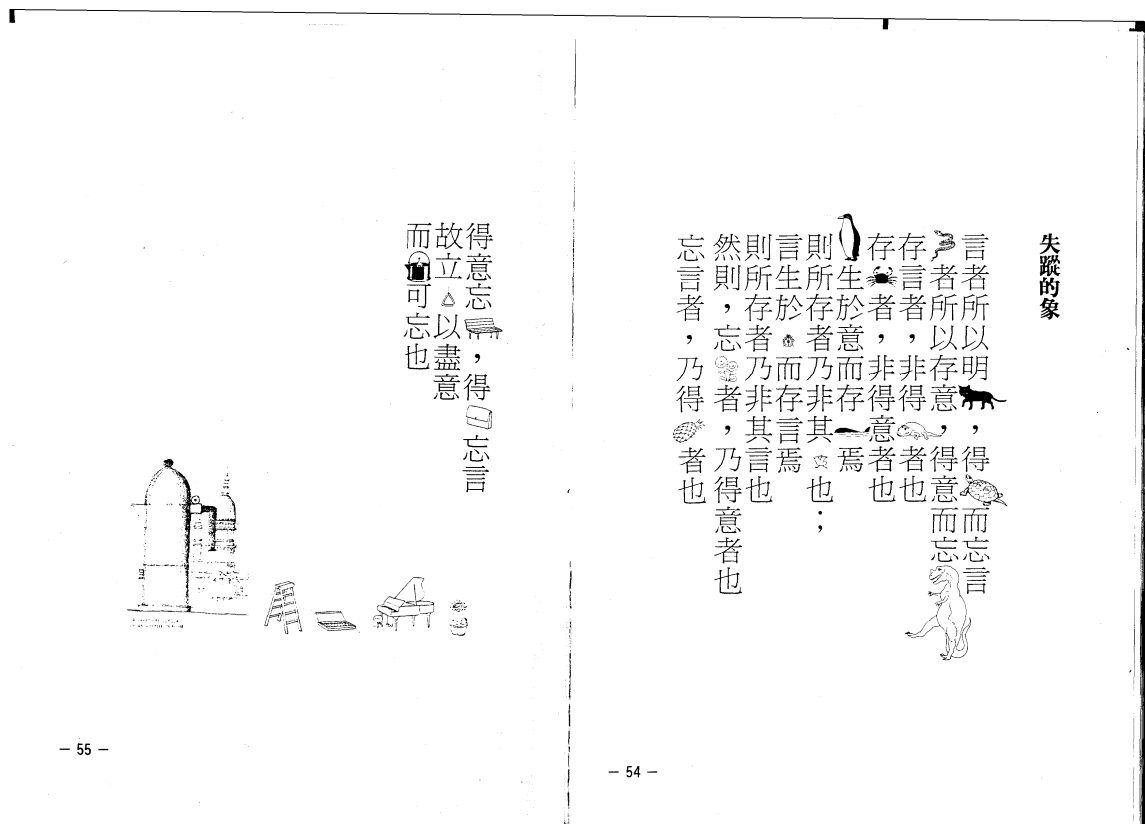 失蹤的象
言者所以明，得而忘言
者所以存意，得意而忘
存言者，非得者也
存者，非得意者也
生於意而存焉
則所存者乃非其也；
言生於而存言焉
則所存者乃非其言也
然則，忘者，乃得意者也
忘言者，乃得者也
— 54 —
得意忘，得忘言
故立以盡意
而可忘也
— 55 —